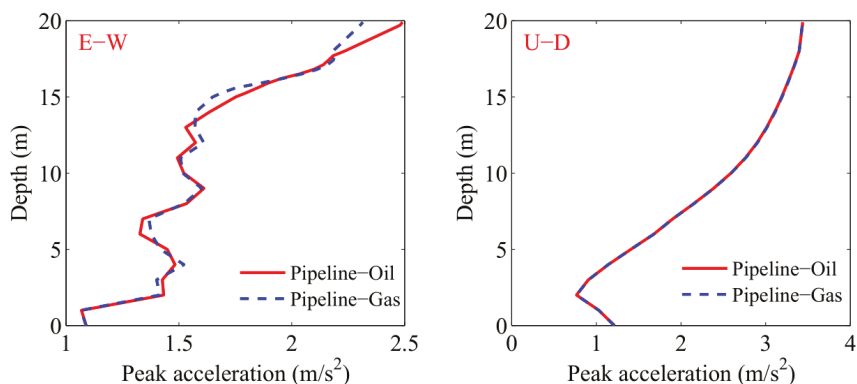 E−W
20
15
10
5
0
Depth (m)
1
1.5
2
2.5
Peak acceleration (m/s²)
Pipeline−Oil
Pipeline−Gas
U−D
20
15
10
5
0
Depth (m)
0
1
2
3
4
Peak acceleration (m/s²)
Pipeline−Oil
Pipeline−Gas